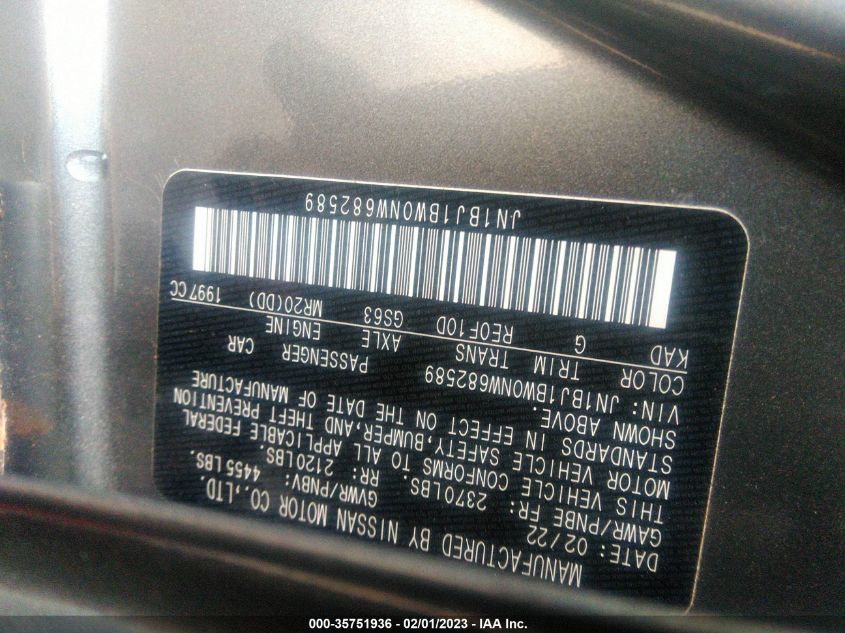 MANUFACTURED BY NISSAN MOTOR CO.,LTD.
DATE: 02/22 GVWR/PNBV: 4455 LBS.
GAWR/PNBE FR: 2370LBS RR: 2120LBS
THIS VEHICLE CONFORMS TO ALL APPLICABLE FEDERAL
MOTOR VEHICLE SAFETY,BUMPER,AND THEFT PREVENTION
STANDARDS IN EFFECT ON THE DATE OF MANUFACTURE
SHOWN ABOVE.
VIN: JN1BJ1BW0NW682589 PASSENGER CAR
COLOR TRIM TRANS AXLE ENGINE
KAD G RE0F10D GS63 MR20(DD) 1997CC
JN1BJ1BW0NW682589
000-35751936 - 02/01/2023 - IAA Inc.